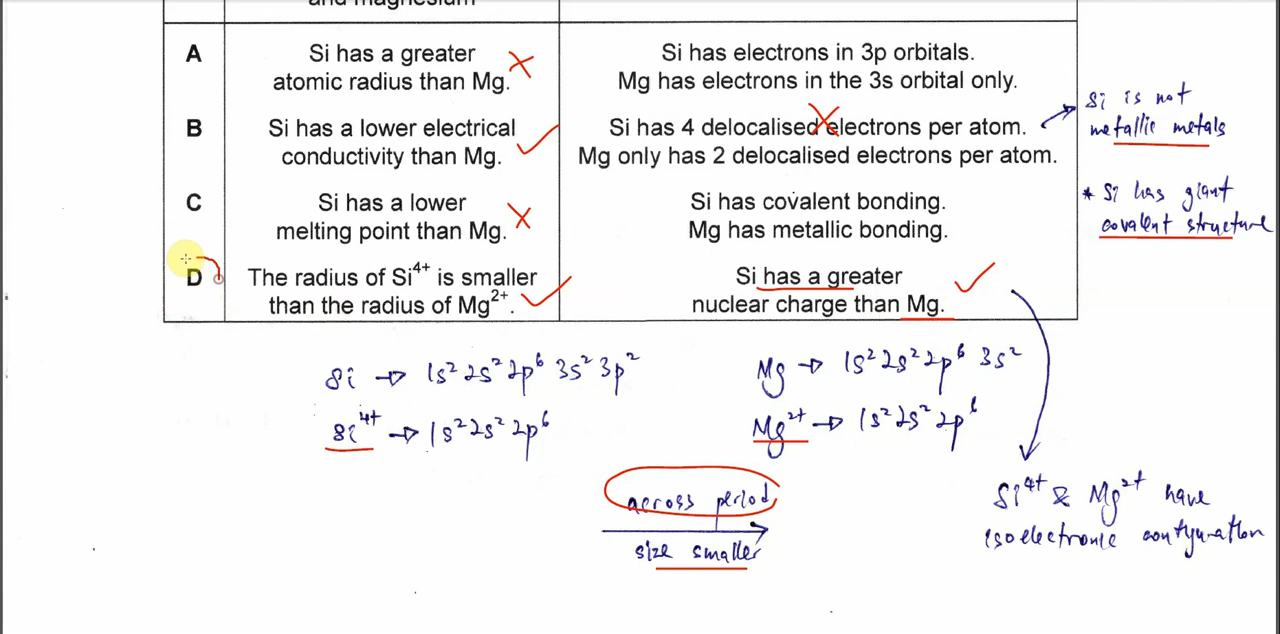 and magnesium
A
Si has a greater
atomic radius than Mg.
Si has electrons in 3p orbitals.
Mg has electrons in the 3s orbital only.
B
Si has a lower electrical
conductivity than Mg.
Si has 4 delocalised electrons per atom.
Mg only has 2 delocalised electrons per atom.
Si is not
metallic metals
C
Si has a lower
melting point than Mg.
Si has covalent bonding.
Mg has metallic bonding.
* Si has giant
covalent structure
D
The radius of Si⁴⁺ is smaller
than the radius of Mg²⁺.
Si has a greater
nuclear charge than Mg.
Si → 1s² 2s² 2p⁶ 3s² 3p²
Mg → 1s² 2s² 2p⁶ 3s²
Si⁴⁺ → 1s² 2s² 2p⁶
Mg²⁺ → 1s² 2s² 2p⁶
across period
size smaller
Si⁴⁺ & Mg²⁺ have
isoelectronic configuration